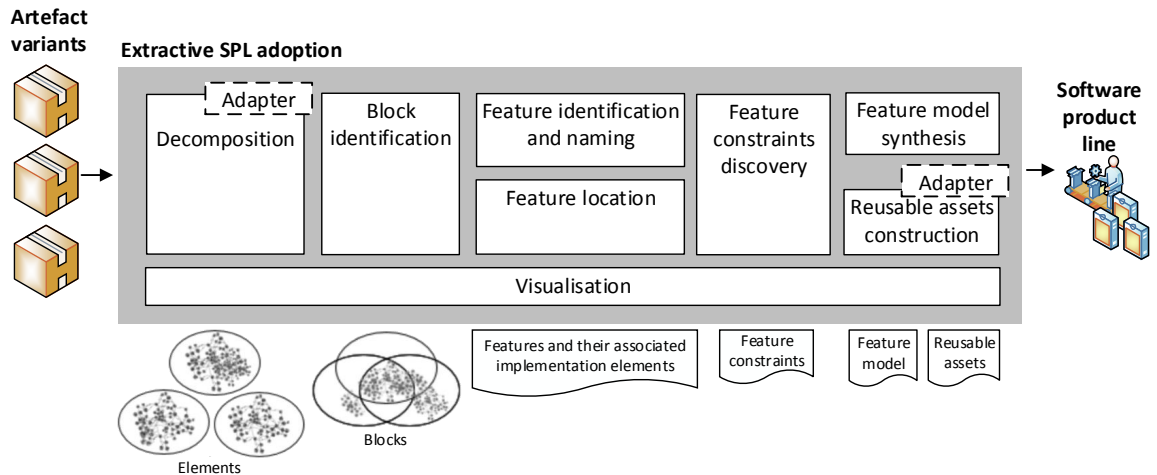 Artefact
variants
Extractive SPL adoption
Adapter
Decomposition
Block
identification
Feature identification
and naming
Feature location
Feature
constraints
discovery
Feature model
synthesis
Adapter
Reusable assets
construction
Visualisation
Software
product
line
Elements
Blocks
Features and their associated
implementation elements
Feature
constraints
Feature
model
Reusable
assets